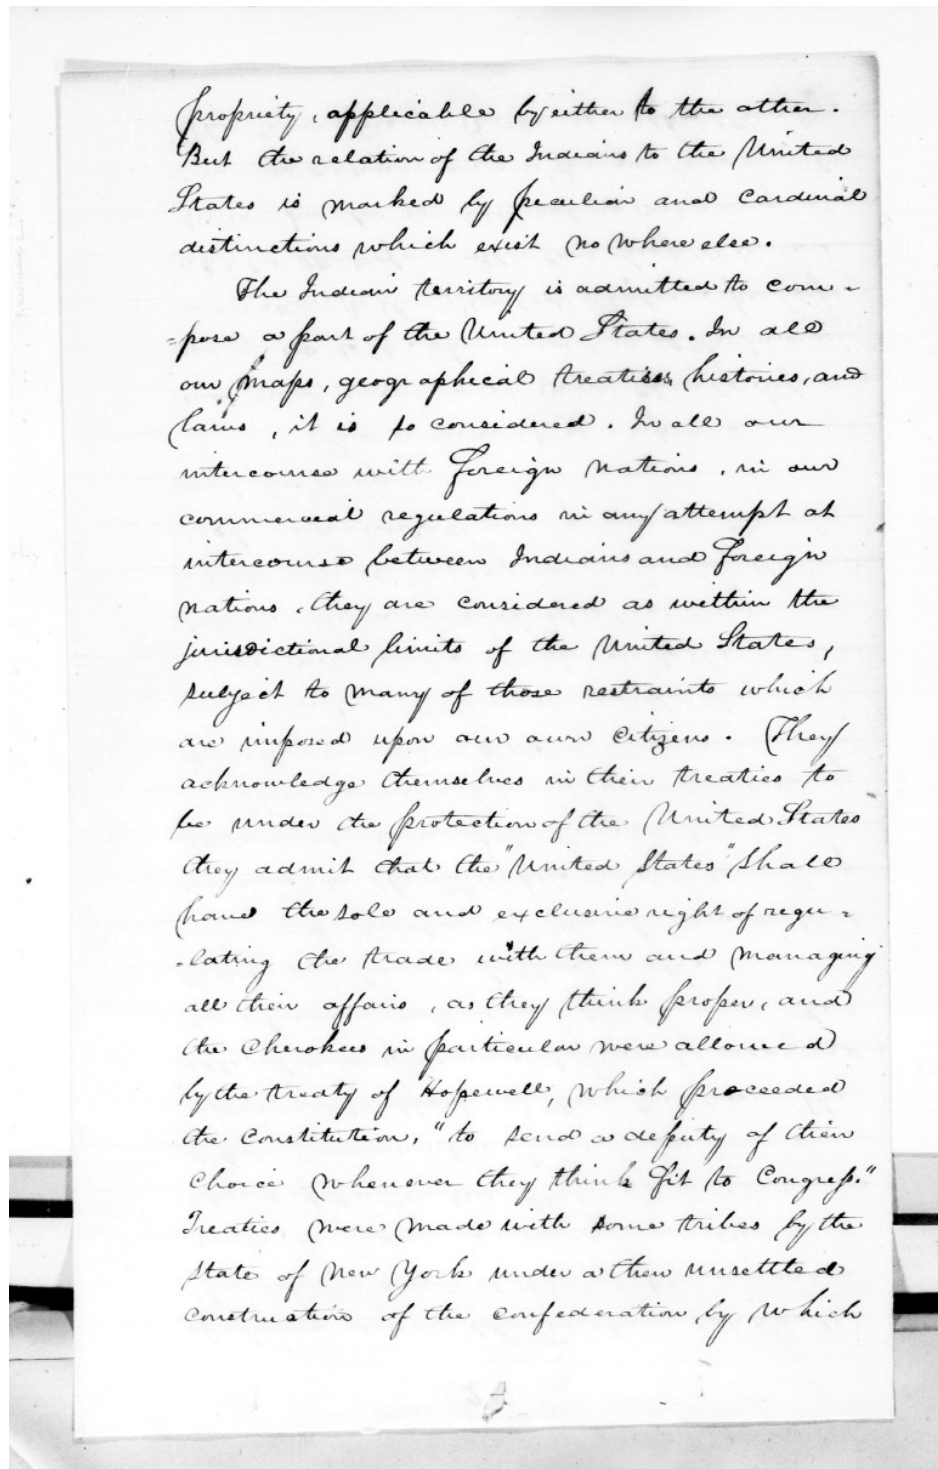 propriety, applicable by either to the other.
But the relation of the Indians to the United
States is marked by peculiar and cardinal
distinctions which exist no where else.
The Indian territory is admitted to com-
-pose a part of the United States. In all
our maps, geographical treatises, histories, and
laws, it is so considered. In all our
intercourse with foreign nations, in our
commercial regulations in any attempt at
intercourse between Indians and foreign
nations, they are considered as within the
jurisdictional limits of the United States,
subject to many of those restraints which
are imposed upon our own citizens. They
acknowledge themselves in their treaties to
be under the protection of the United States
they admit that the "United States" shall
have the sole and exclusive right of regu-
-lating the trade with them and managing
all their affairs, as they think proper, and
the Cherokees in particular were allowed
by the treaty of Hopewell, which proceeded
the Constitution, "to send a deputy of their
choice whenever they think fit to Congress."
Treaties were made with some tribes by the
State of New York under a then unsettled
construction of the confederation by which